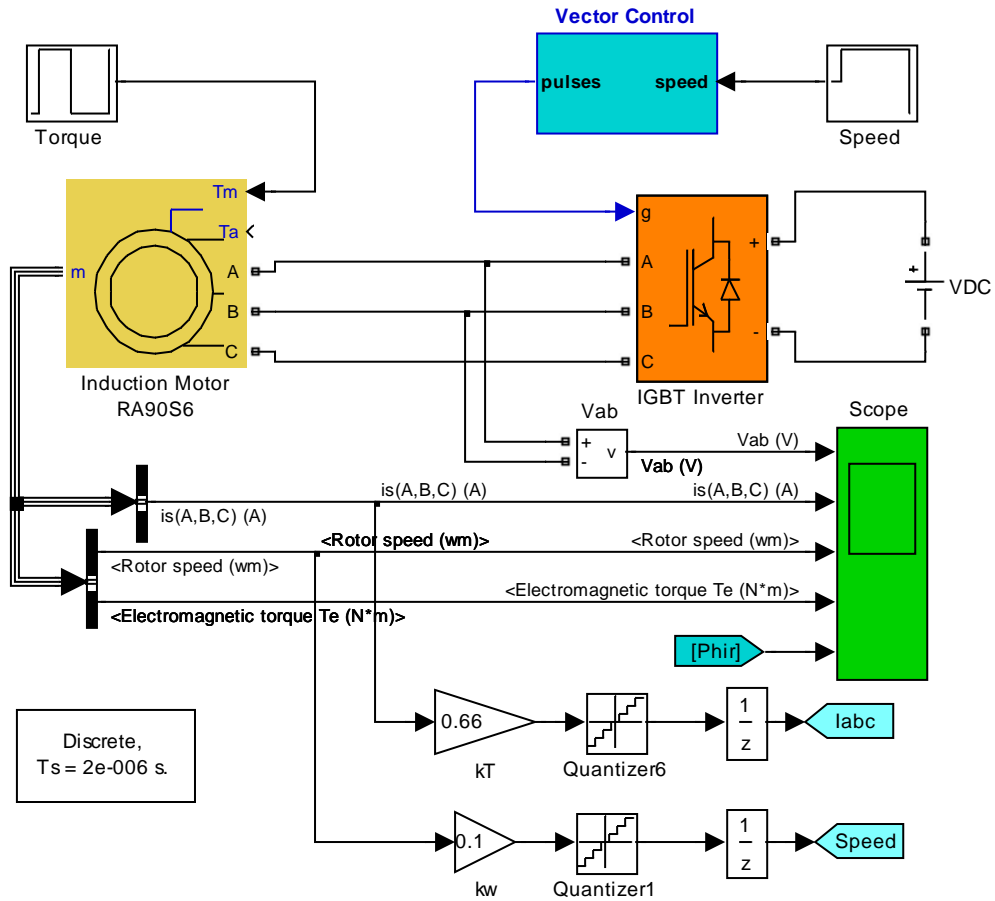 Vector Control
pulses
speed
Torque
Speed
Tm
Ta
m
A
B
C
Induction Motor
RA90S6
g
A
B
C
+
-
IGBT Inverter
+
VDC
Vab
+
-
v
Vab (V)
Vab (V)
Scope
is(A,B,C) (A)
is(A,B,C) (A)
is(A,B,C) (A)
<Rotor speed (wm)>
<Rotor speed (wm)>
<Rotor speed (wm)>
<Electromagnetic torque Te (N*m)>
<Electromagnetic torque Te (N*m)>
[Phir]
Discrete,
Ts = 2e-006 s.
0.66
kT
Quantizer6
1
z
Iabc
0.1
kw
Quantizer1
1
z
Speed